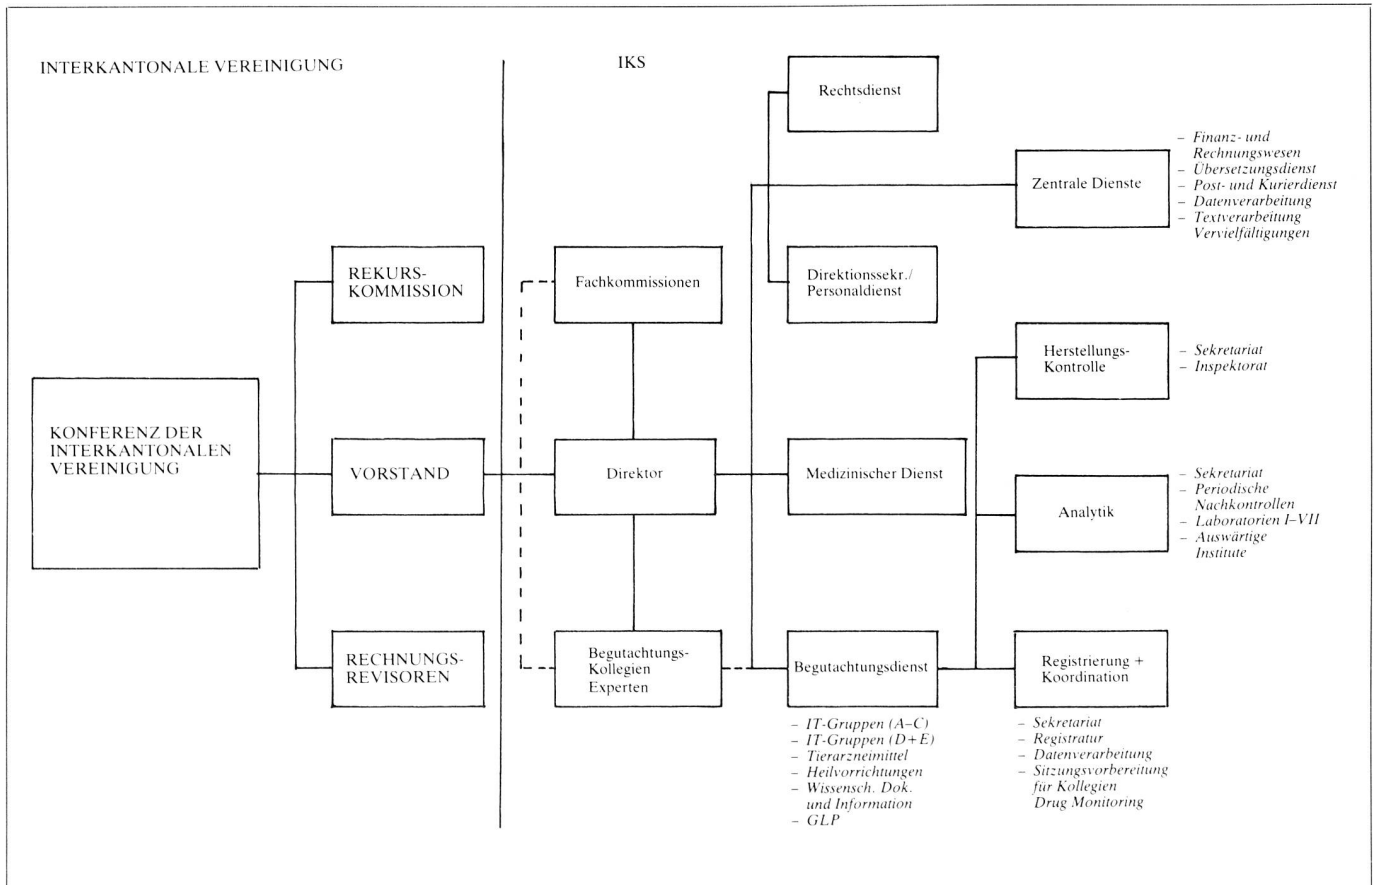 INTERKANTONALE VEREINIGUNG
IKS
KONFERENZ DER
INTERKANTONALEN
VEREINIGUNG
REKURS-
KOMMISSION
VORSTAND
RECHNUNGS-
REVISOREN
Fachkommissionen
Direktor
Begutachtungs-
Kollegien
Experten
Rechtsdienst
Direktionssekr./
Personaldienst
Medizinischer Dienst
Begutachtungsdienst
– IT-Gruppen (A–C)
– IT-Gruppen (D+E)
– Tierarzneimittel
– Heilvorrichtungen
– Wissensch. Dok.
und Information
– GLP
Zentrale Dienste
– Finanz- und
Rechnungswesen
– Übersetzungsdienst
– Post- und Kurierdienst
– Datenverarbeitung
– Textverarbeitung
Vervielfältigungen
Herstellungs-
Kontrolle
– Sekretariat
– Inspektorat
Analytik
– Sekretariat
– Periodische
Nachkontrollen
– Laboratorien I–VII
– Auswärtige
Institute
Registrierung +
Koordination
– Sekretariat
– Registratur
– Datenverarbeitung
– Sitzungsvorbereitung
für Kollegien
Drug Monitoring